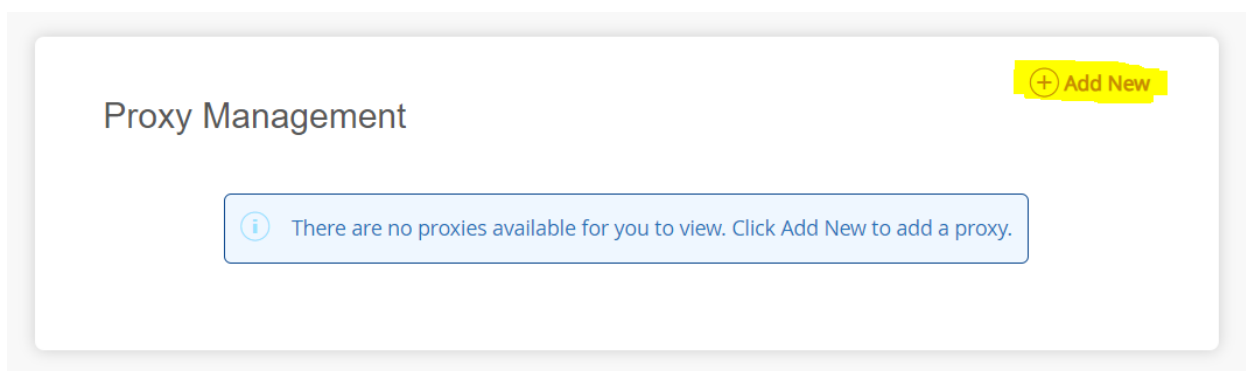 Add New
Proxy Management
There are no proxies available for you to view. Click Add New to add a proxy.